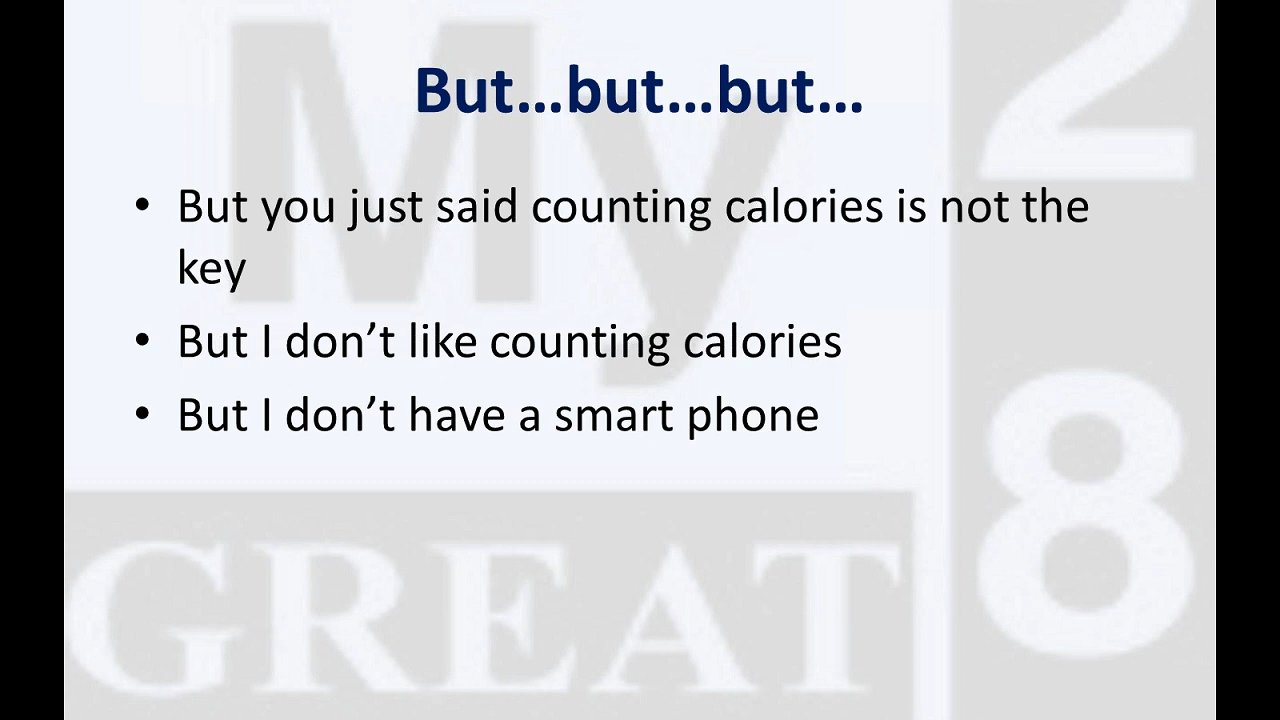 But…but…but…
• But you just said counting calories is not the
key
• But I don’t like counting calories
• But I don’t have a smart phone
My
2
8
GREAT